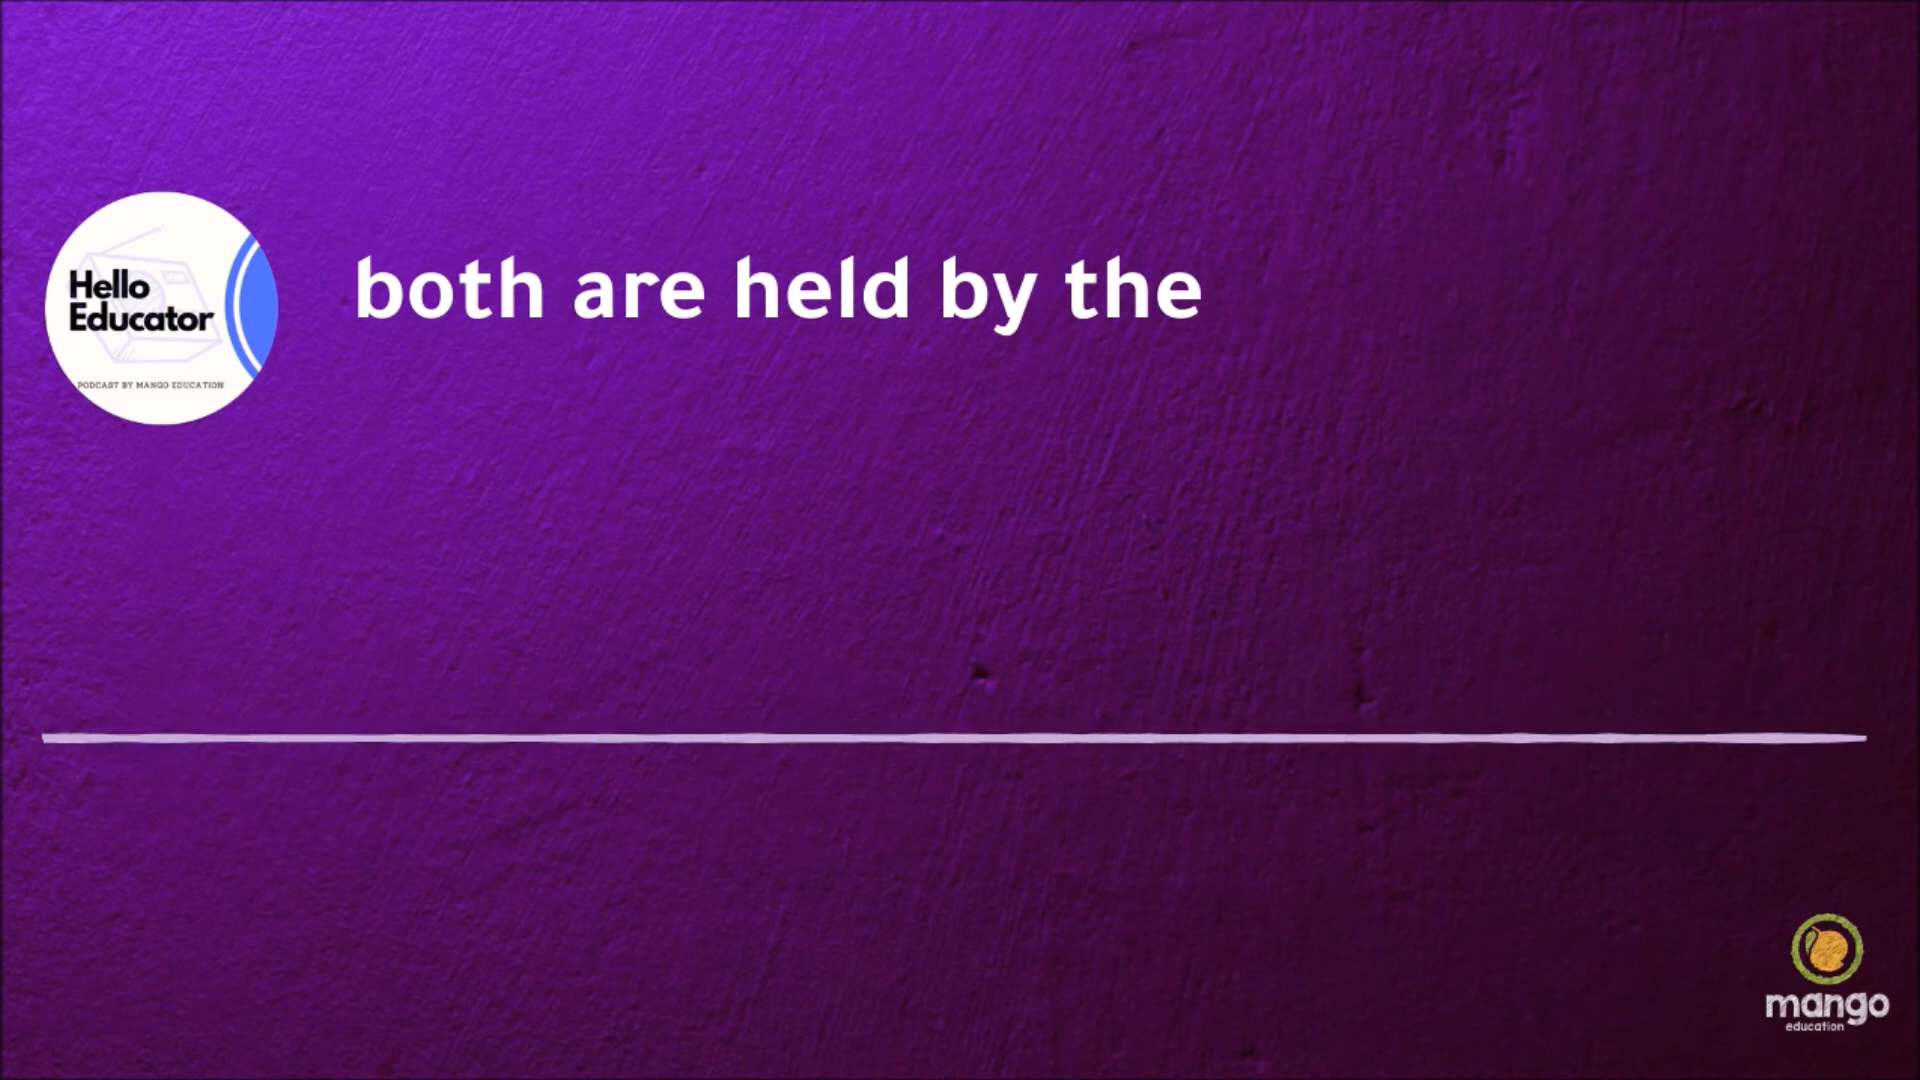 Hello
Educator
PODCAST BY MANGO EDUCATION
both are held by the
mango
education